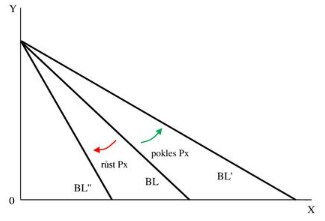 Y
růst Px
pokles Px
BL"
BL
BL'
0
X